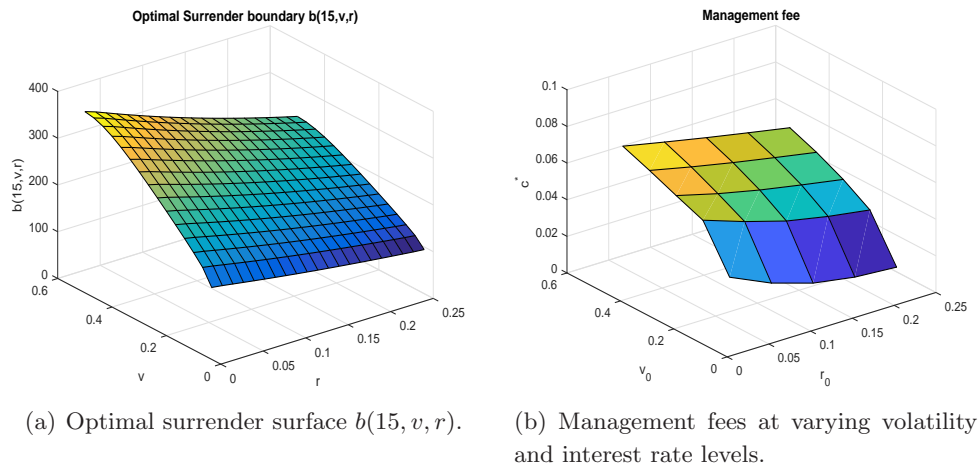 Optimal Surrender boundary b(15,v,r)
400
300
200
100
0
b(15,v,r)
0.6
0.4
0.2
0
v
0
0.05
0.1
0.15
0.2
0.25
r
(a) Optimal surrender surface b(15, v, r).
Management fee
0.1
0.08
0.06
0.04
0.02
0
c*
0.6
0.4
0.2
0
v_0
0
0.05
0.1
0.15
0.2
0.25
r_0
(b) Management fees at varying volatility
and interest rate levels.